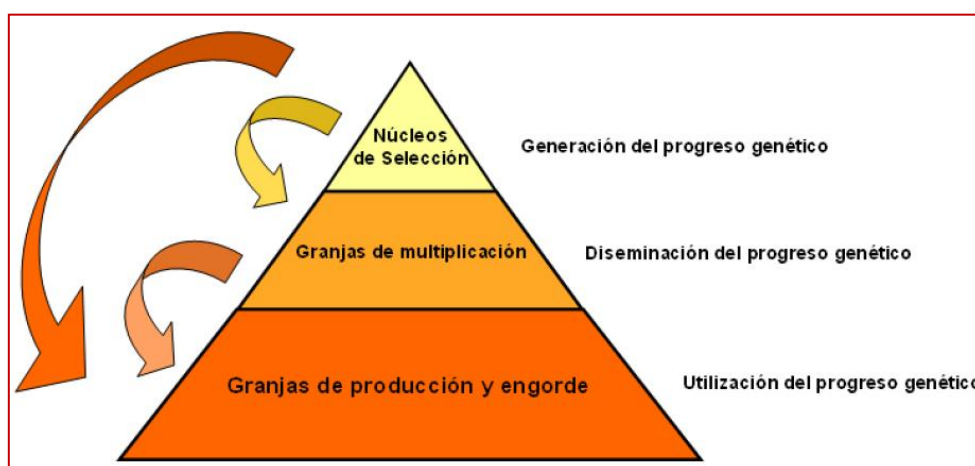 Núcleos
de Selección
Generación del progreso genético
Granjas de multiplicación
Diseminación del progreso genético
Granjas de producción y engorde
Utilización del progreso genético